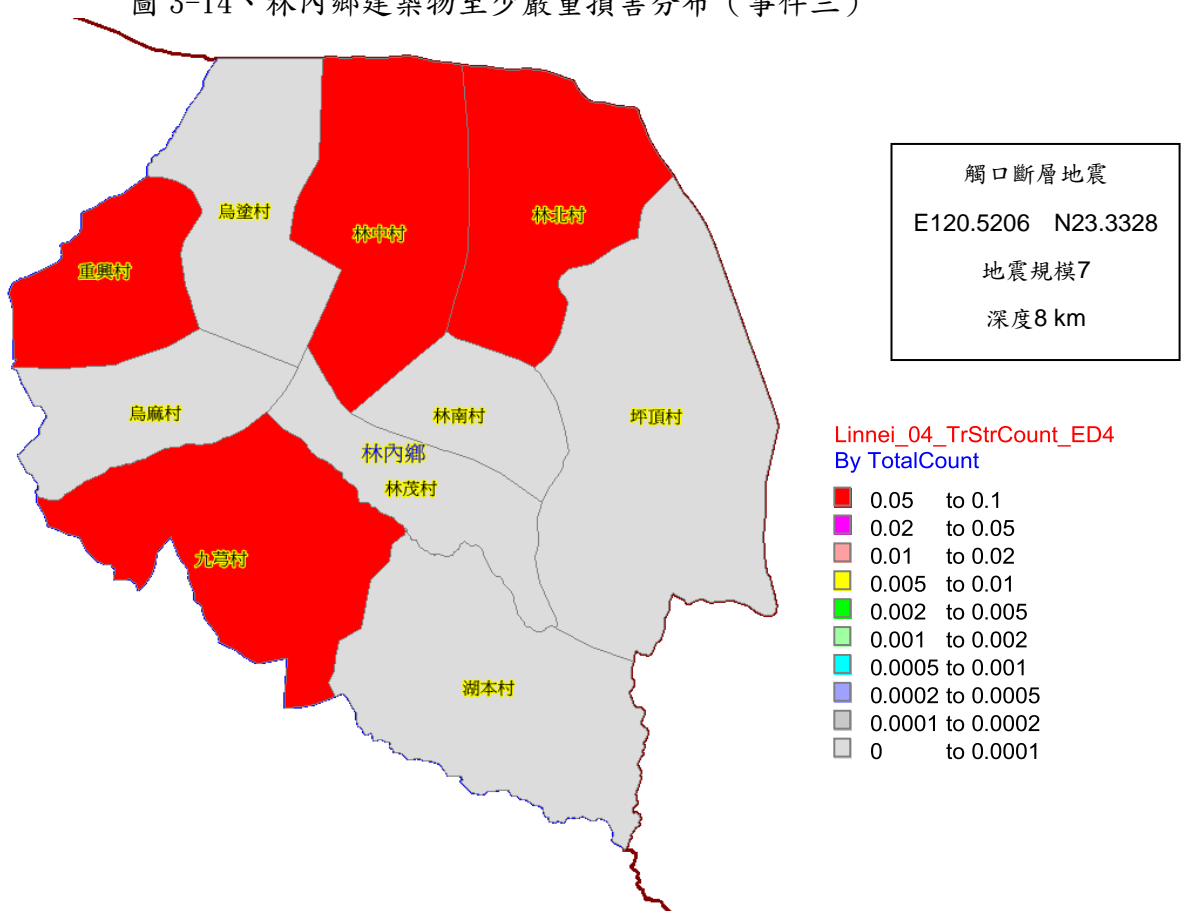 圖 3-14、林內鄉建築物至少嚴重損害分布（事件三）
烏塗村
林北村
林中村
重興村
烏麻村
林南村
坪頂村
林內鄉
林茂村
九芎村
湖本村
觸口斷層地震
E120.5206 N23.3328
地震規模7
深度8 km
Linnei_04_TrStrCount_ED4
By TotalCount
0.05 to 0.1
0.02 to 0.05
0.01 to 0.02
0.005 to 0.01
0.002 to 0.005
0.001 to 0.002
0.0005 to 0.001
0.0002 to 0.0005
0.0001 to 0.0002
0 to 0.0001